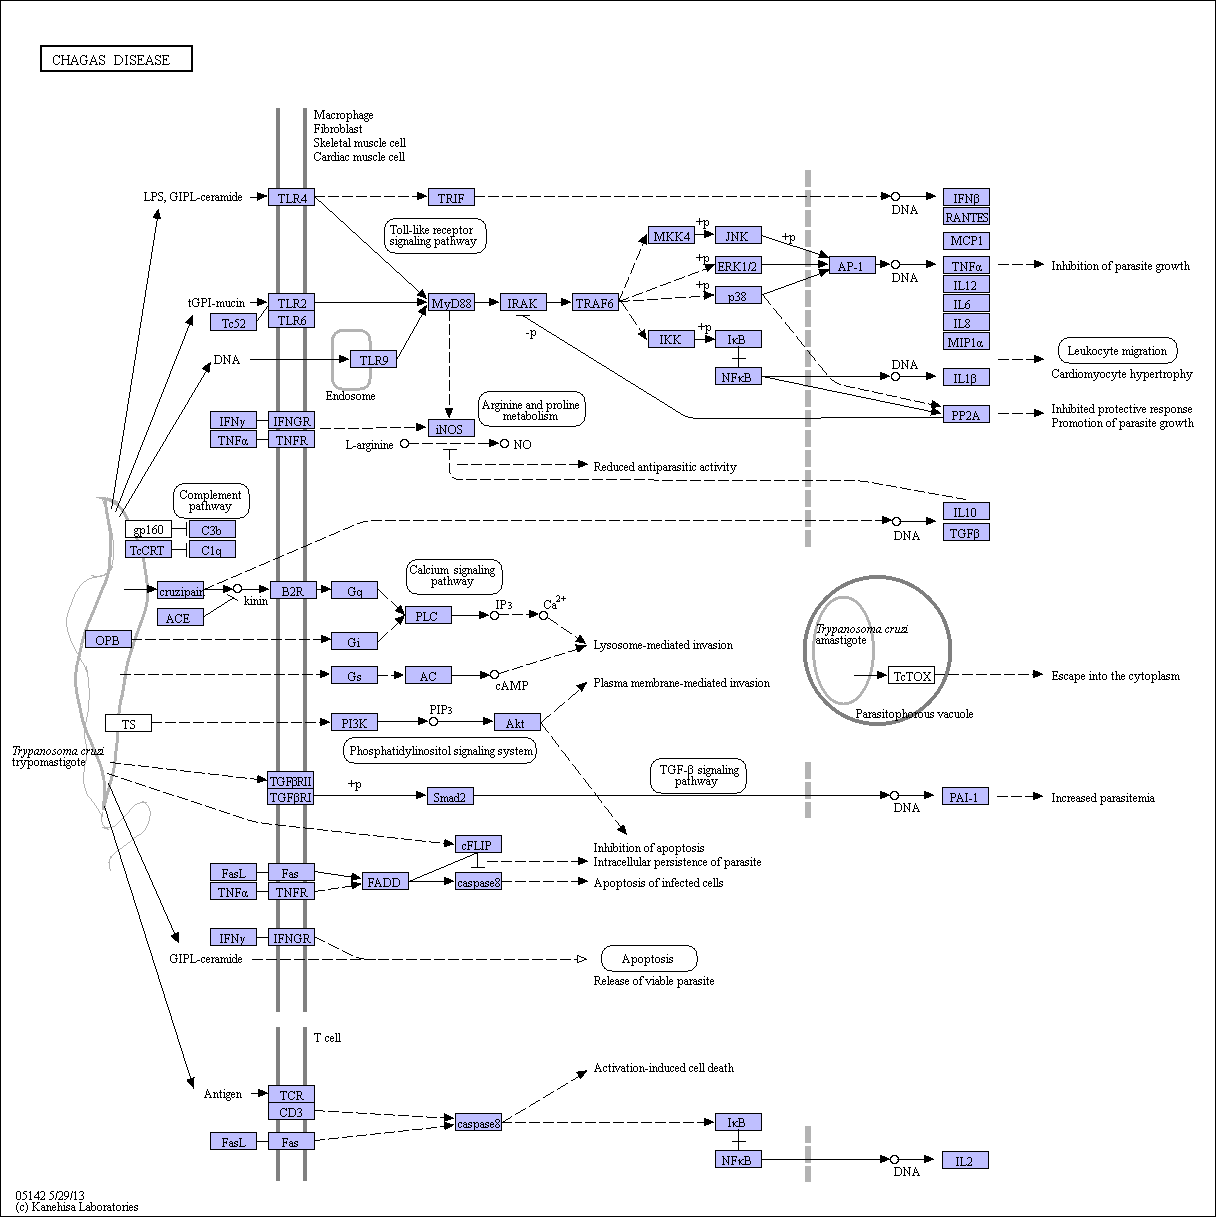 CHAGAS DISEASE
Macrophage
Fibroblast
Skeletal muscle cell
Cardiac muscle cell
LPS, GIPL-ceramide
TLR4
TRIF
DNA
IFNβ
RANTES
Toll-like receptor
signaling pathway
MKK4
+p
JNK
+p
MCP1
+p
ERK1/2
AP-1
DNA
TNFα
Inhibition of parasite growth
IL12
tGPI-mucin
TLR2
MyD88
IRAK
TRAF6
+p
p38
IL6
Tc52
TLR6
-p
+p
IL8
IKK
IκB
MIP1α
DNA
TLR9
Endosome
Leukocyte migration
Cardiomyocyte hypertrophy
NFκB
DNA
IL1β
Arginine and proline
metabolism
PP2A
Inhibited protective response
Promotion of parasite growth
IFNγ
IFNGR
iNOS
TNFα
TNFR
L-arginine
NO
Reduced antiparasitic activity
Complement
pathway
IL10
gp160
C3b
DNA
TGFβ
TcCRT
C1q
Calcium signaling
pathway
cruzipain
kinin
B2R
Gq
ACE
PLC
IP3
Ca2+
OPB
Gi
Lysosome-mediated invasion
Trypanosoma cruzi
amastigote
Gs
AC
cAMP
TcTOX
Escape into the cytoplasm
Plasma membrane-mediated invasion
Parasitophorous vacuole
TS
PI3K
PIP3
Akt
Phosphatidylinositol signaling system
Trypanosoma cruzi
trypomastigote
TGF-β signaling
pathway
TGFβRII
TGFβRI
+p
Smad2
DNA
PAI-1
Increased parasitemia
cFLIP
Inhibition of apoptosis
Intracellular persistence of parasite
FasL
Fas
FADD
caspase8
Apoptosis of infected cells
TNFα
TNFR
IFNγ
IFNGR
GIPL-ceramide
Apoptosis
Release of viable parasite
T cell
Activation-induced cell death
Antigen
TCR
CD3
caspase8
IκB
FasL
Fas
NFκB
DNA
IL2
05142 5/29/13
(c) Kanehisa Laboratories